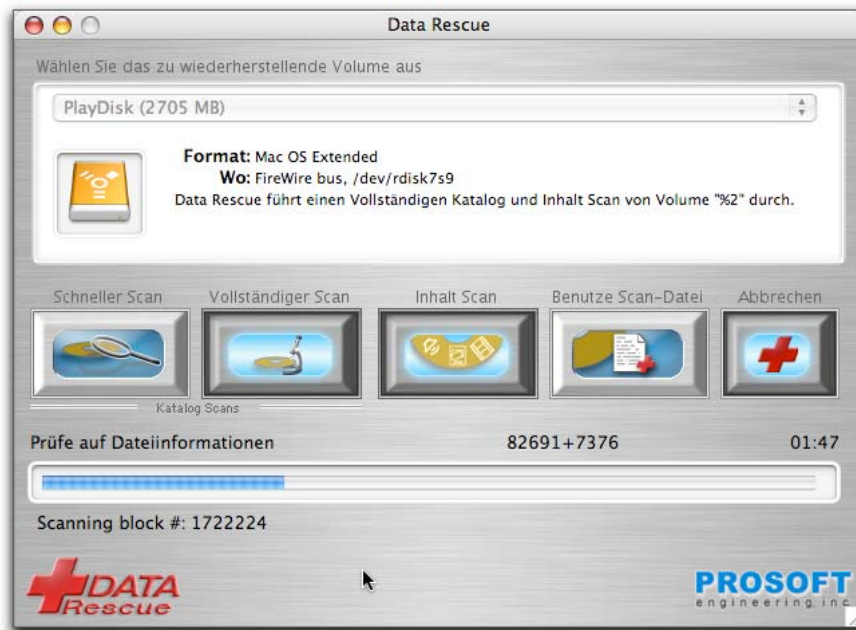 Data Rescue
Wählen Sie das zu wiederherstellende Volume aus
PlayDisk (2705 MB)
Format: Mac OS Extended
Wo: FireWire bus, /dev/rdisk7s9
Data Rescue führt einen Vollständigen Katalog und Inhalt Scan von Volume "%2" durch.
Schneller Scan Vollständiger Scan Inhalt Scan Benutze Scan-Datei Abbrechen
Katalog Scans
Prüfe auf Dateiinformationen 82691+7376 01:47
Scanning block #: 1722224
DATA
Rescue
PROSOFT
engineering inc